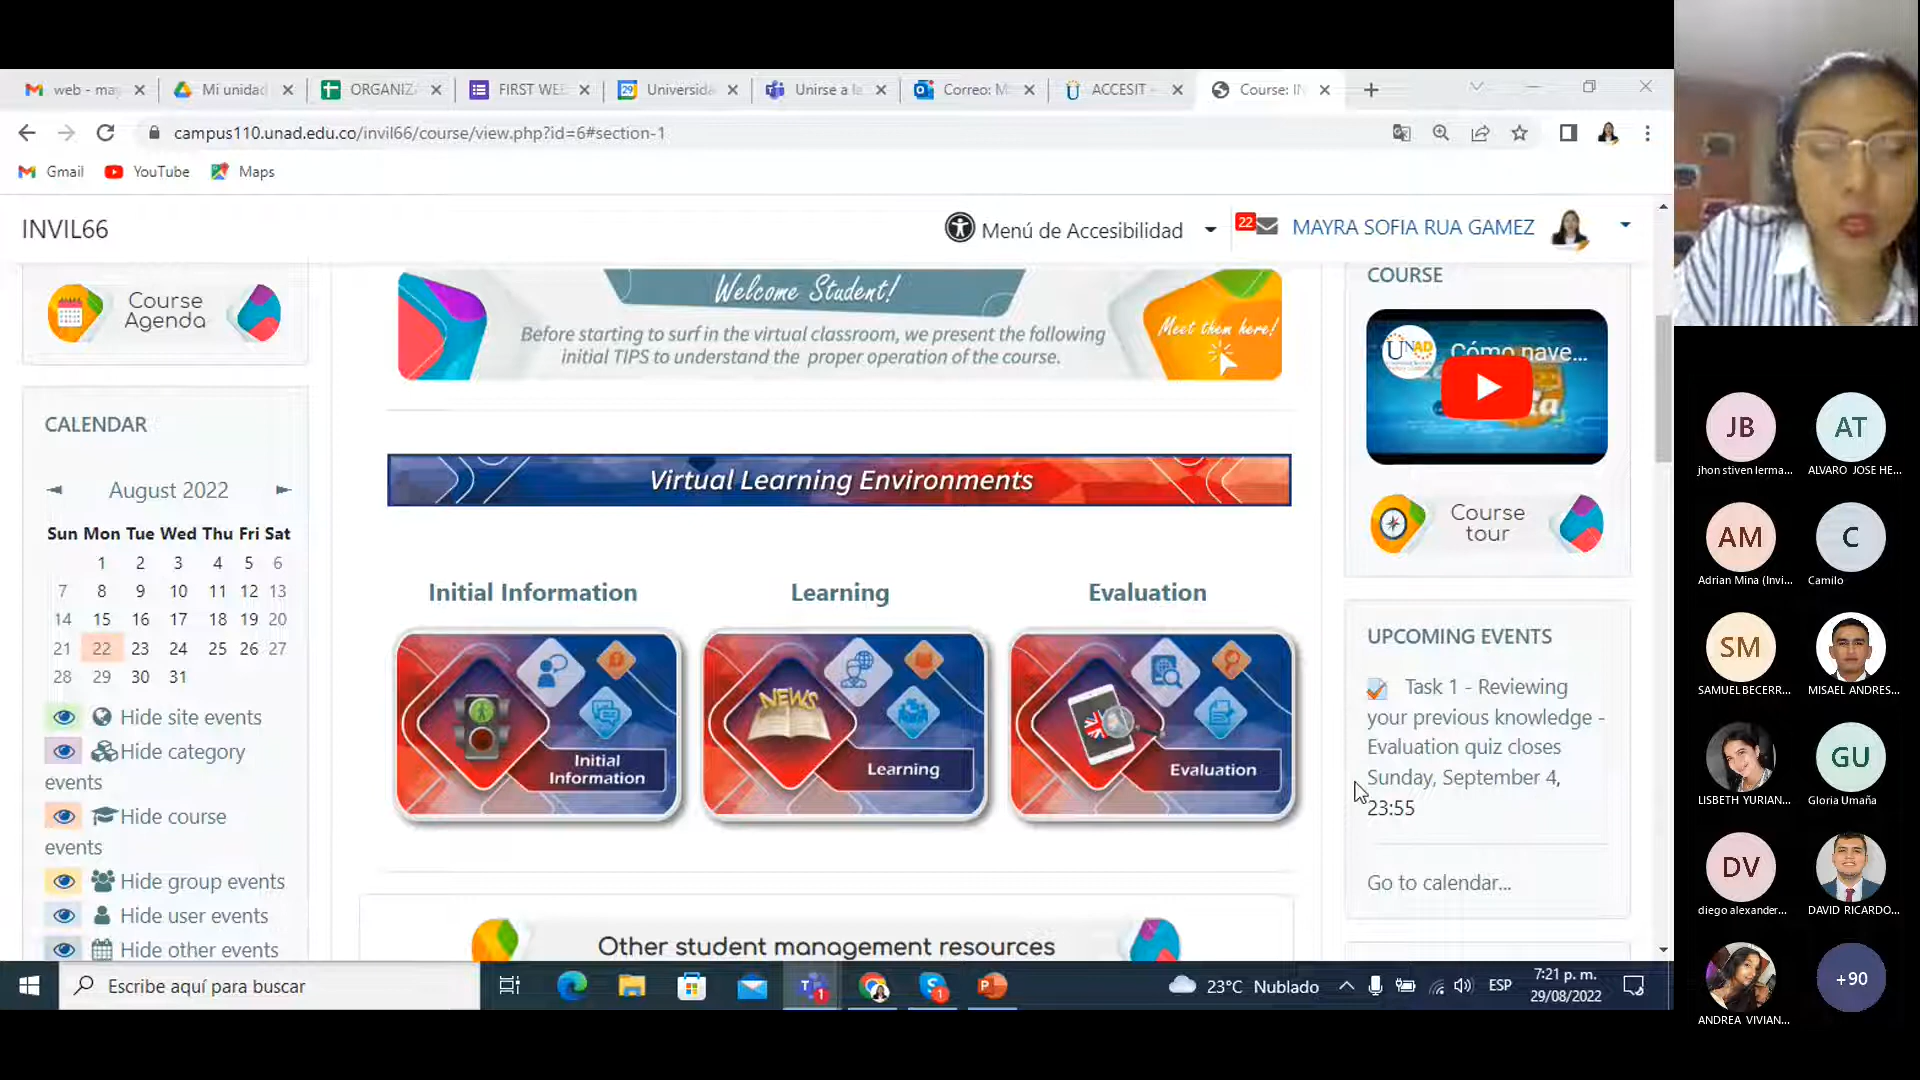 web - ma
Mi unidad
ORGANIZ
FIRST WE
Universida
Unirse a la
Correo: M
ACCESIT -
Course: IN
campus110.unad.edu.co/invil66/course/view.php?id=6#section-1
Gmail
YouTube
Maps
INVIL66
Menú de Accesibilidad
22
MAYRA SOFIA RUA GAMEZ
Course
Agenda
CALENDAR
August 2022
Sun Mon Tue Wed Thu Fri Sat
1 2 3 4 5 6
7 8 9 10 11 12 13
14 15 16 17 18 19 20
21 22 23 24 25 26 27
28 29 30 31
Hide site events
Hide category
events
Hide course
events
Hide group events
Hide user events
Hide other events
Welcome Student!
Before starting to surf in the virtual classroom, we present the following
initial TIPS to understand the proper operation of the course.
Meet them here!
Virtual Learning Environments
Initial Information
Learning
Evaluation
Initial
Information
NEWS
Learning
Evaluation
Other student management resources
COURSE
UNAD
Cómo nave...
Course
tour
UPCOMING EVENTS
Task 1 - Reviewing
your previous knowledge -
Evaluation quiz closes
Sunday, September 4,
23:55
Go to calendar...
Escribe aquí para buscar
1
1
23°C Nublado
ESP
7:21 p. m.
29/08/2022
JB
jhon stiven lerma...
AT
ALVARO JOSE HE...
AM
Adrian Mina (Invi...
C
Camilo
SM
SAMUEL BECERR...
MISAEL ANDRES...
LISBETH YURIAN...
GU
Gloria Umaña
DV
diego alexander...
DAVID RICARDO...
ANDREA VIVIAN...
+90